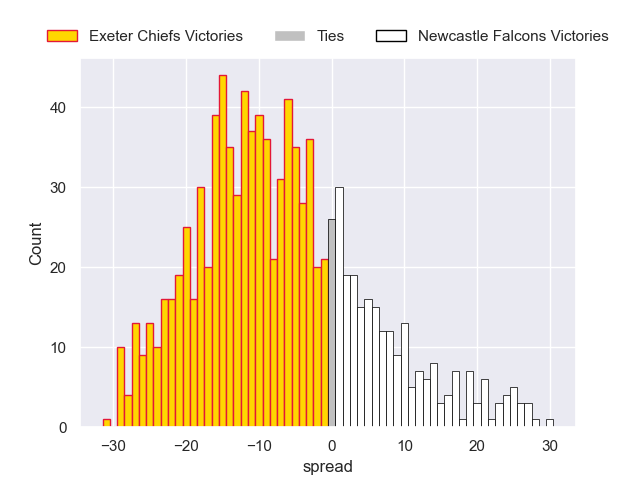 Exeter Chiefs Victories Ties Newcastle Falcons Victories
40
30
20
10
0
Count
−30 −20 −10 0 10 20 30
spread